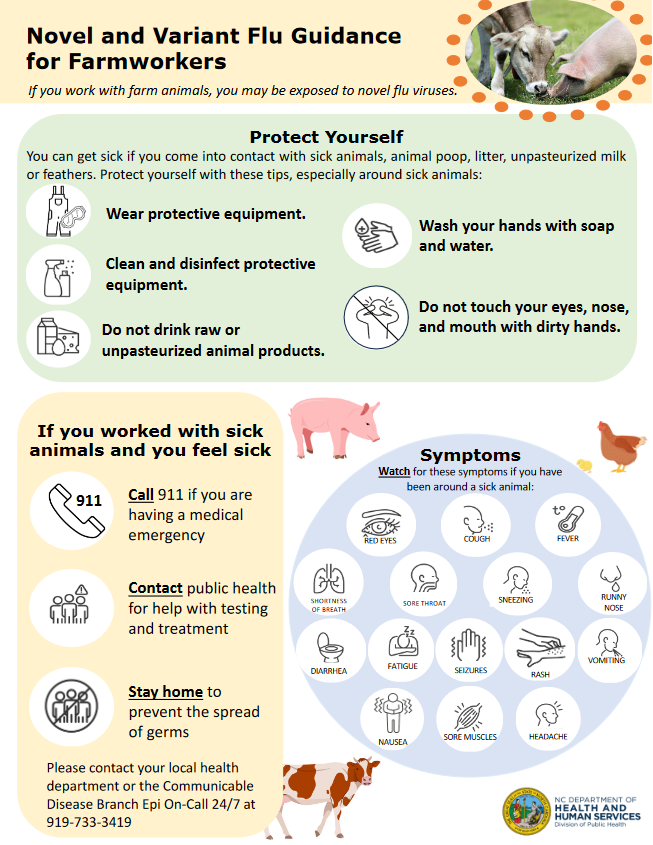 Novel and Variant Flu Guidance
for Farmworkers
If you work with farm animals, you may be exposed to novel flu viruses.
Protect Yourself
You can get sick if you come into contact with sick animals, animal poop, litter, unpasteurized milk
or feathers. Protect yourself with these tips, especially around sick animals:
Wear protective equipment.
Clean and disinfect protective
equipment.
Do not drink raw or
unpasteurized animal products.
Wash your hands with soap
and water.
Do not touch your eyes, nose,
and mouth with dirty hands.
If you worked with sick
animals and you feel sick
911
Call 911 if you are
having a medical
emergency
Contact public health
for help with testing
and treatment
Stay home to
prevent the spread
of germs
Please contact your local health
department or the Communicable
Disease Branch Epi On-Call 24/7 at
919-733-3419
Symptoms
Watch for these symptoms if you have
been around a sick animal:
RED EYES
COUGH
t°
FEVER
SHORTNESS
OF BREATH
SORE THROAT
SNEEZING
RUNNY
NOSE
DIARRHEA
ZZ
FATIGUE
SEIZURES
RASH
VOMITING
NAUSEA
SORE MUSCLES
HEADACHE
NC DEPARTMENT OF
HEALTH AND
HUMAN SERVICES
Division of Public Health